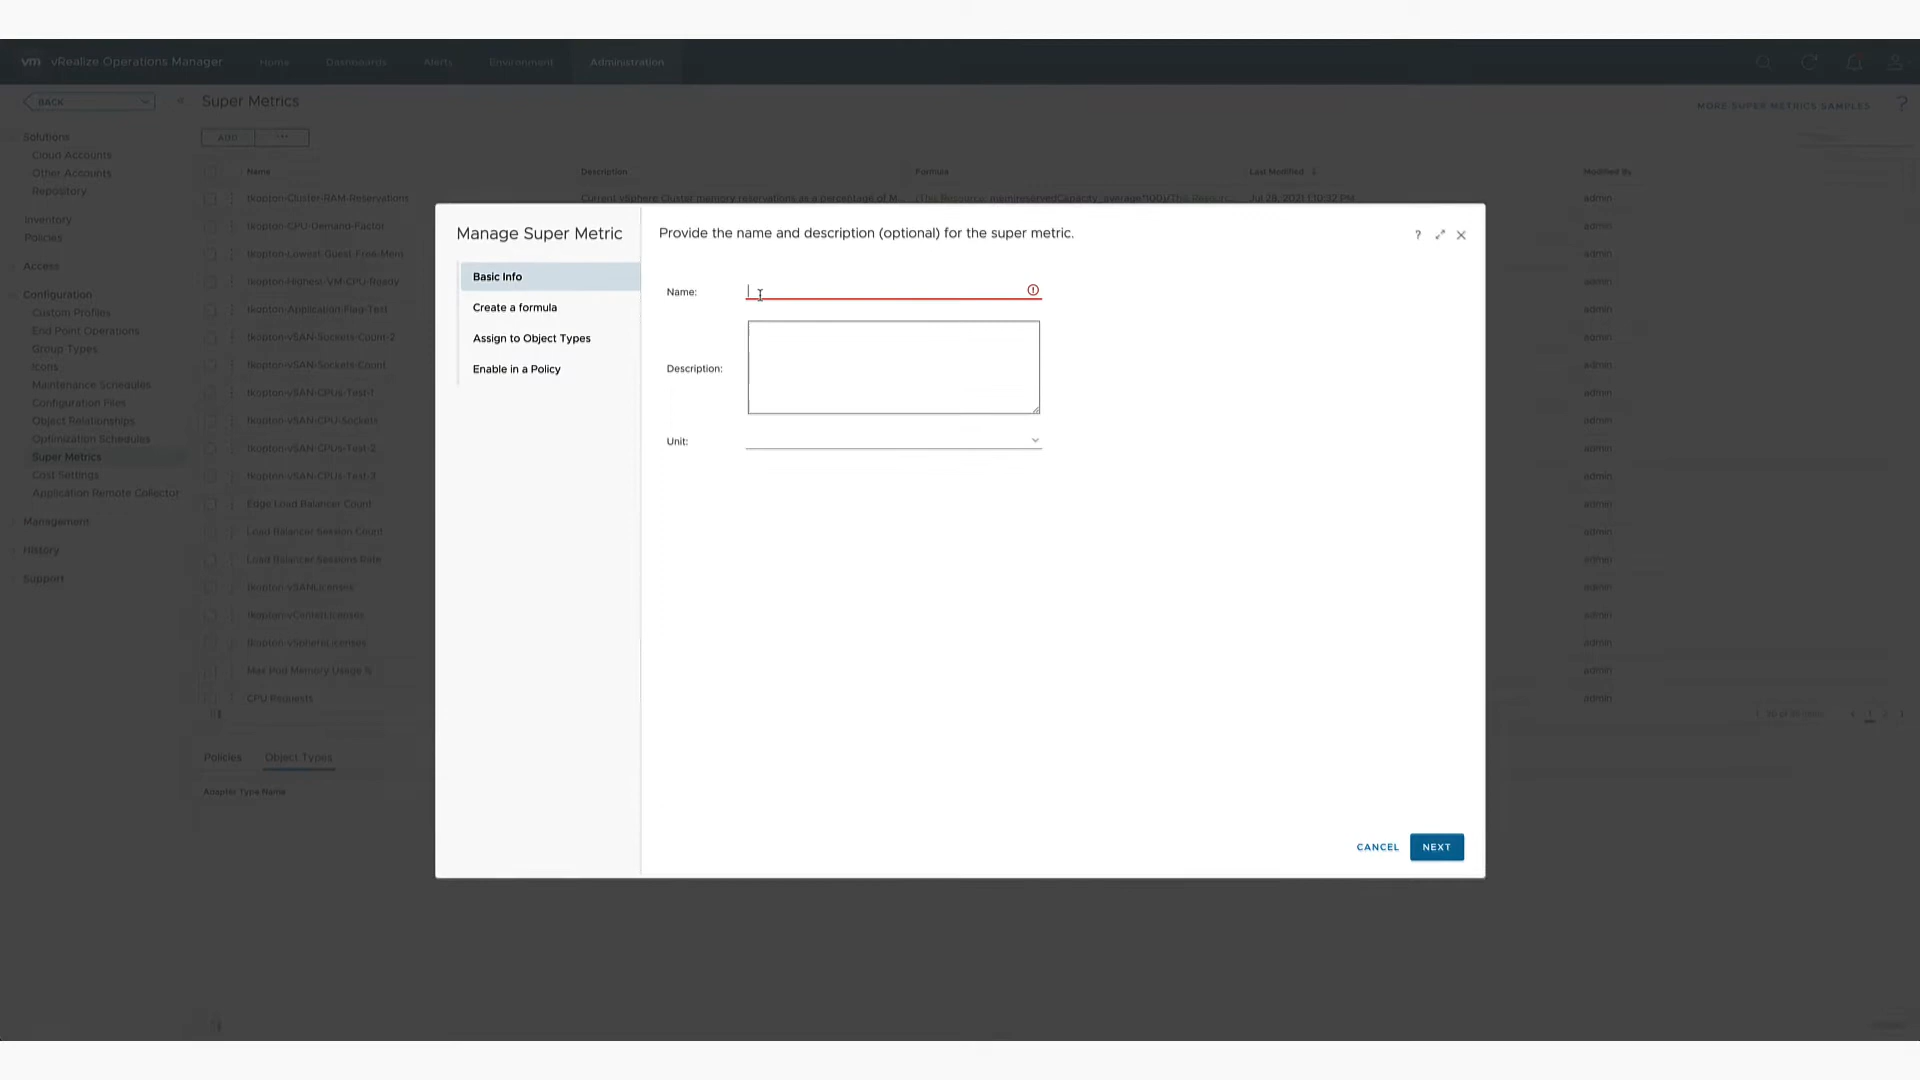 vm vRealize Operations Manager Home Dashboards Alerts Environment Administration
BACK Super Metrics MORE SUPER METRICS SAMPLES ?
ADD ...
Solutions
Cloud Accounts
Other Accounts
Repository
Inventory
Policies
Access
Configuration
Custom Profiles
End Point Operations
Group Types
Icons
Maintenance Schedules
Configuration Files
Object Relationships
Optimization Schedules
Super Metrics
Cost Settings
Application Remote Collector
Management
History
Support
Name Description Formula Last Modified Modified By
tkopton-Cluster-RAM-Reservations Current vSphere Cluster memory reservations as a percentage of M... Jul 28, 2021 1:10:32 PM admin
tkopton-CPU-Demand-Factor admin
tkopton-Lowest-Guest-Free-Mem admin
tkopton-Highest-VM-CPU-Ready admin
tkopton-Application-Flag-Test admin
tkopton-vSAN-Sockets-Count-2 admin
tkopton-vSAN-Sockets-Count admin
tkopton-vSAN-CPUs-Test-1 admin
tkopton-vSAN-CPU-Sockets admin
tkopton-vSAN-CPUs-Test-2 admin
tkopton-vSAN-CPUs-Test-3 admin
Edge Load Balancer Count admin
Load Balancer Session Count admin
Load Balancer Sessions Rate admin
tkopton-vSANLicenses admin
tkopton-vCenterLicenses admin
tkopton-vSphereLicenses admin
Max Pod Memory Usage % admin
CPU Requests admin
Policies Object Types
Adapter Type Name
Manage Super Metric
Basic Info
Create a formula
Assign to Object Types
Enable in a Policy
Provide the name and description (optional) for the super metric. ?
Name:
Description:
Unit:
CANCEL NEXT